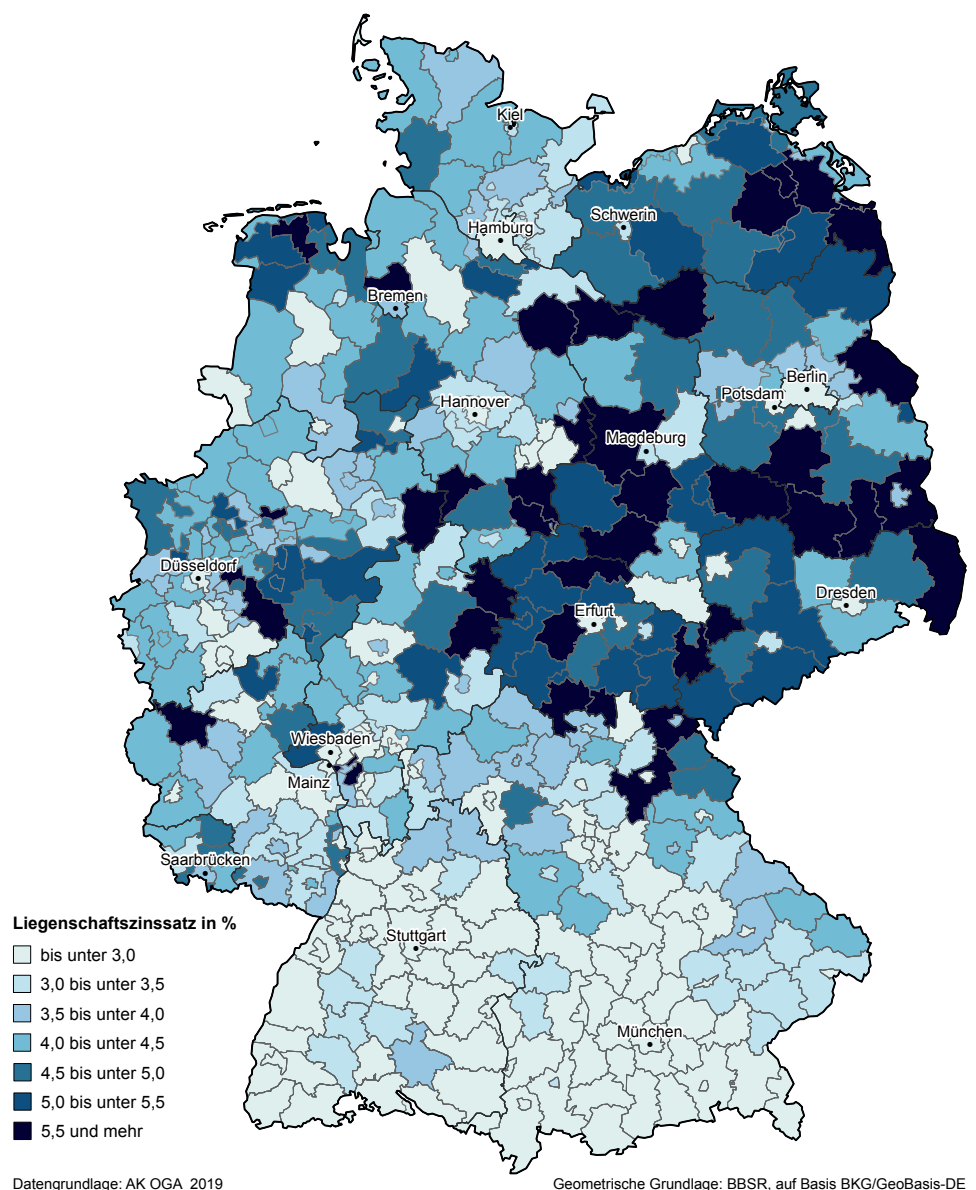 Kiel
Hamburg
Schwerin
Bremen
Berlin
Potsdam
Hannover
Magdeburg
Düsseldorf
Dresden
Erfurt
Wiesbaden
Mainz
Saarbrücken
Stuttgart
München
Liegenschaftszinssatz in %
bis unter 3,0
3,0 bis unter 3,5
3,5 bis unter 4,0
4,0 bis unter 4,5
4,5 bis unter 5,0
5,0 bis unter 5,5
5,5 und mehr
Datengrundlage: AK OGA 2019
Geometrische Grundlage: BBSR, auf Basis BKG/GeoBasis-DE